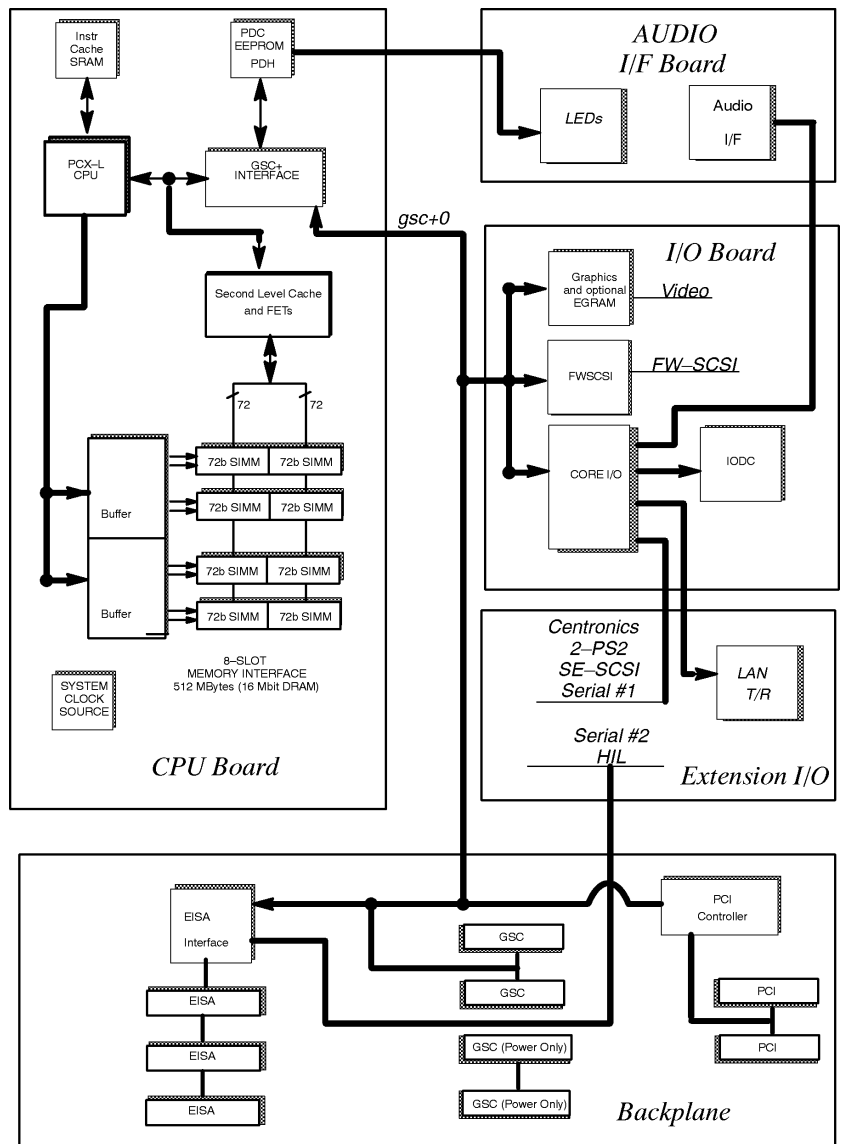 Instr
Cache
SRAM
PDC
EEPROM
PDH
PCX–L
CPU
GSC+
INTERFACE
Second Level Cache
and FETs
72
72
72b SIMM
72b SIMM
72b SIMM
72b SIMM
72b SIMM
72b SIMM
72b SIMM
72b SIMM
Buffer
Buffer
8–SLOT
MEMORY INTERFACE
512 MBytes (16 Mbit DRAM)
SYSTEM
CLOCK
SOURCE
CPU Board
gsc+0
AUDIO
I/F Board
LEDs
Audio
I/F
I/O Board
Graphics
and optional
EGRAM
Video
FWSCSI
FW–SCSI
CORE I/O
IODC
Centronics
2–PS2
SE–SCSI
Serial #1
LAN
T/R
Serial #2
HIL
Extension I/O
EISA
Interface
EISA
EISA
EISA
GSC
GSC
GSC (Power Only)
GSC (Power Only)
PCI
Controller
PCI
PCI
Backplane